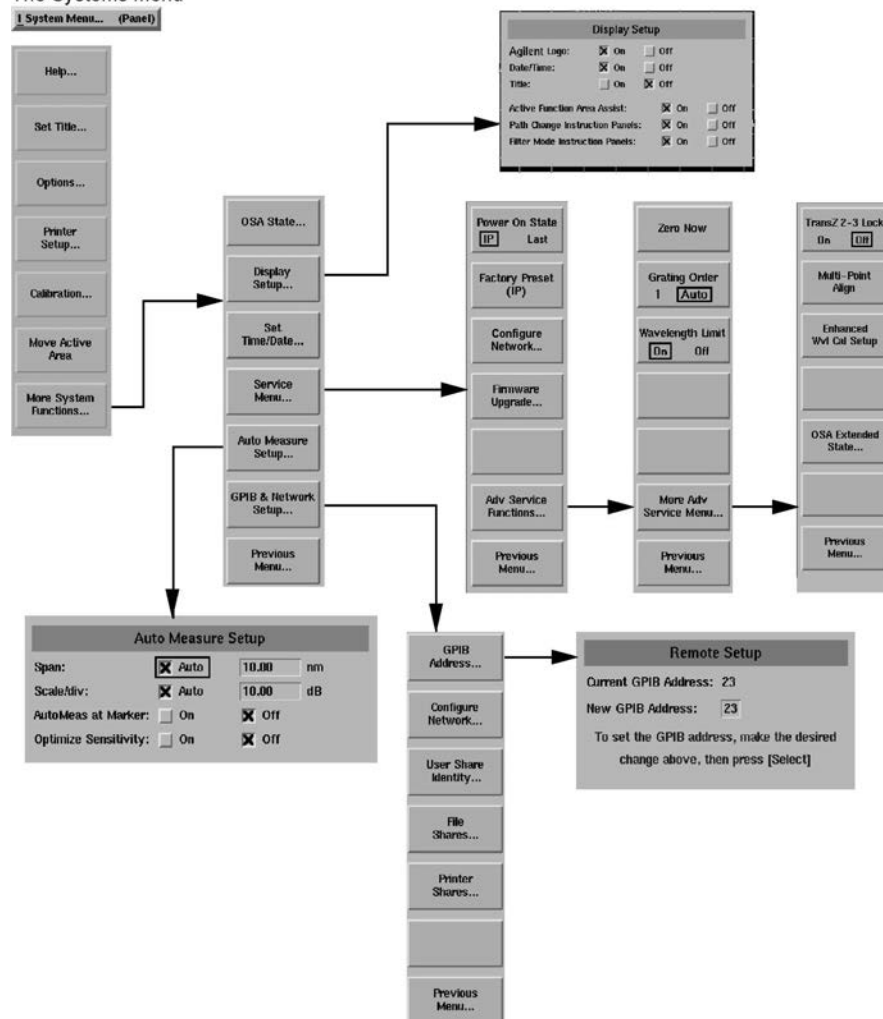 The Systems Menu
I System Menu... (Panel)
Help...
Set Title...
Options...
Printer
Setup...
Calibration...
Move Active
Area
More System
Functions...
OSA State...
Display
Setup...
Set
Time/Date...
Service
Menu...
Auto Measure
Setup...
GPIB & Network
Setup...
Previous
Menu...
Display Setup
Agilent Logo: On Off
Date/Time: On Off
Title: On Off
Active Function Area Assist: On Off
Path Change Instruction Panels: On Off
Filter Mode Instruction Panels: On Off
Power On State
IP Last
Factory Preset
(IP)
Configure
Network...
Firmware
Upgrade...
Adv Service
Functions...
Previous
Menu...
Zero Now
Grating Order
1 Auto
Wavelength Limit
On Off
More Adv
Service Menu...
Previous
Menu...
TransZ 2-3 Lock
On Off
Multi-Point
Align
Enhanced
Wvl Cal Setup
OSA Extended
State...
Previous
Menu...
Auto Measure Setup
Span: Auto 10.00 nm
Scale/div: Auto 10.00 dB
AutoMeas at Marker: On Off
Optimize Sensitivity: On Off
GPIB
Address...
Configure
Network...
User Share
Identity...
File
Shares...
Printer
Shares...
Previous
Menu...
Remote Setup
Current GPIB Address: 23
New GPIB Address: 23
To set the GPIB address, make the desired
change above, then press [Select]